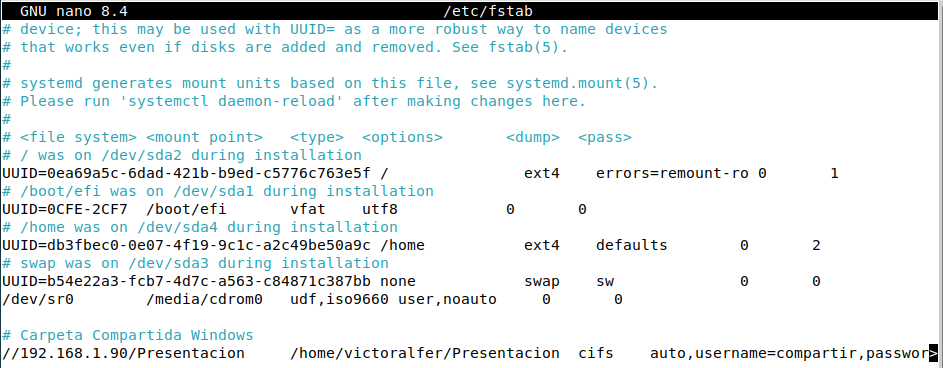 GNU nano 8.4 /etc/fstab
# device; this may be used with UUID= as a more robust way to name devices
# that works even if disks are added and removed. See fstab(5).
#
# systemd generates mount units based on this file, see systemd.mount(5).
# Please run 'systemctl daemon-reload' after making changes here.
#
# <file system> <mount point>   <type>  <options>       <dump>  <pass>
# / was on /dev/sda2 during installation
UUID=0ea69a5c-6dad-421b-b9ed-c5776c763e5f /               ext4    errors=remount-ro 0       1
# /boot/efi was on /dev/sda1 during installation
UUID=0CFE-2CF7  /boot/efi       vfat    utf8            0       0
# /home was on /dev/sda4 during installation
UUID=db3fbec0-0e07-4f19-9c1c-a2c49be50a9c /home           ext4    defaults        0       2
# swap was on /dev/sda3 during installation
UUID=b54e22a3-fcb7-4d7c-a563-c84871c387bb none            swap    sw              0       0
/dev/sr0        /media/cdrom0   udf,iso9660 user,noauto     0       0
# Carpeta Compartida Windows
//192.168.1.90/Presentacion     /home/victoralfer/Presentacion  cifs    auto,username=compartir,passwor>